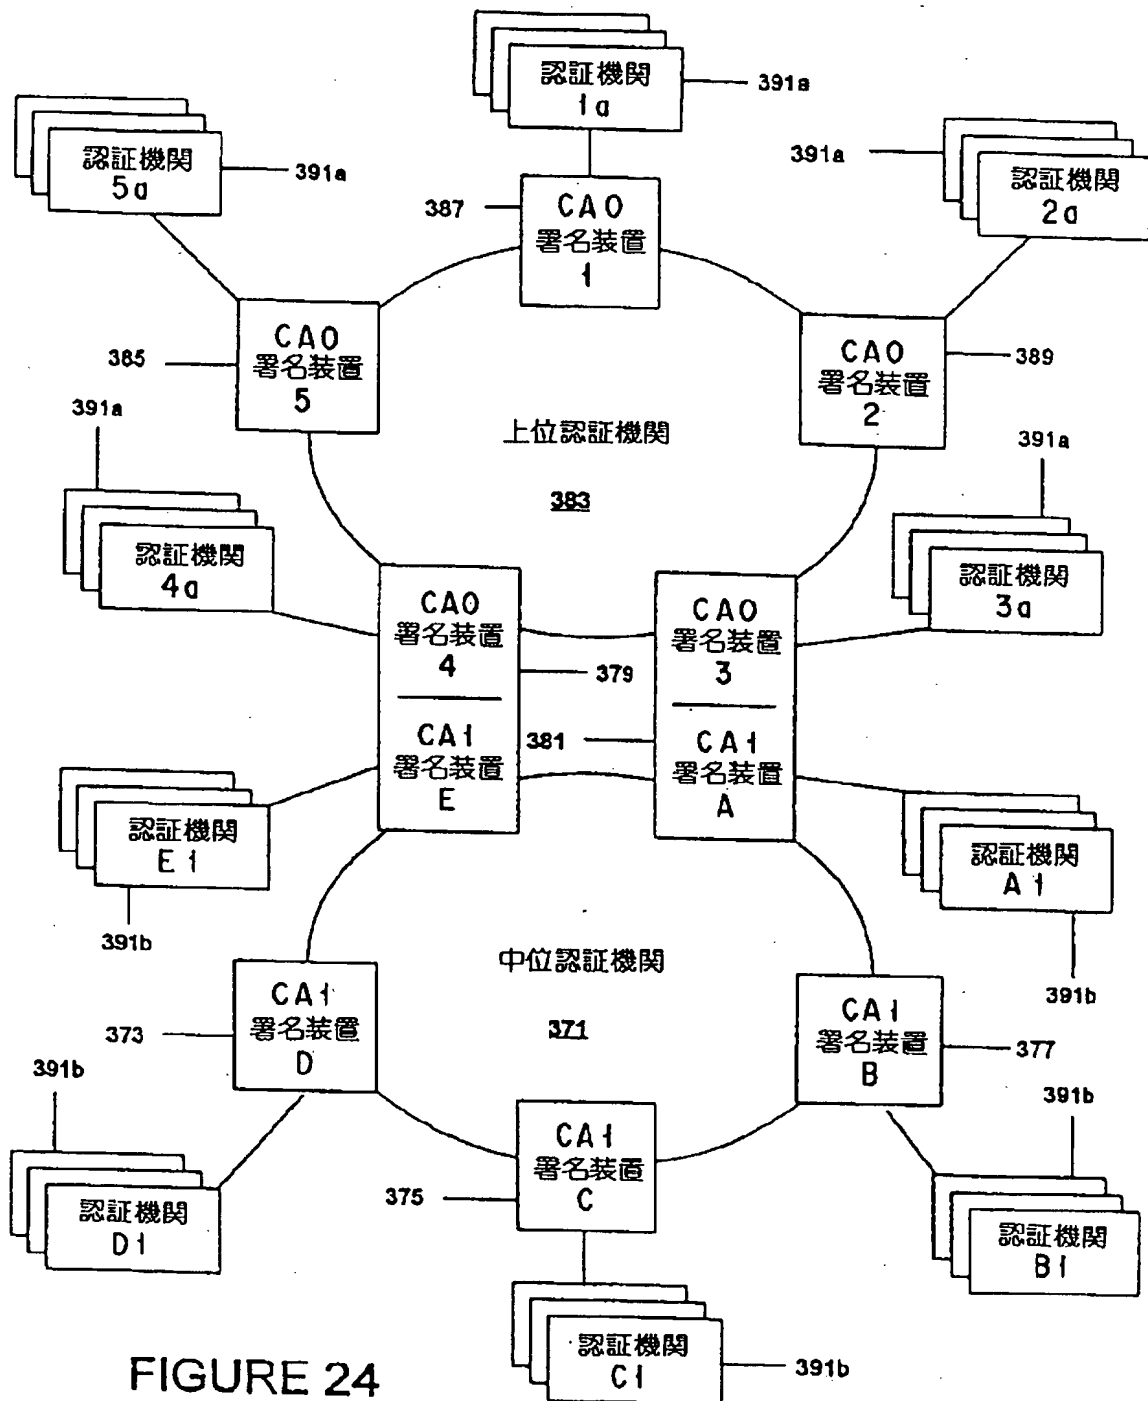 認証機関
1a
391a
認証機関
5a
391a
391a
認証機関
2a
387
CA0
署名装置
1
385
CA0
署名装置
5
CA0
署名装置
2
389
上位認証機関
383
391a
認証機関
4a
391a
認証機関
3a
CA0
署名装置
4
379
CA0
署名装置
3
CA1
署名装置
E
381
CA1
署名装置
A
認証機関
E1
391b
認証機関
A1
391b
中位認証機関
371
373
CA1
署名装置
D
CA1
署名装置
B
377
391b
認証機関
D1
375
CA1
署名装置
C
391b
認証機関
B1
認証機関
C1
391b
FIGURE 24